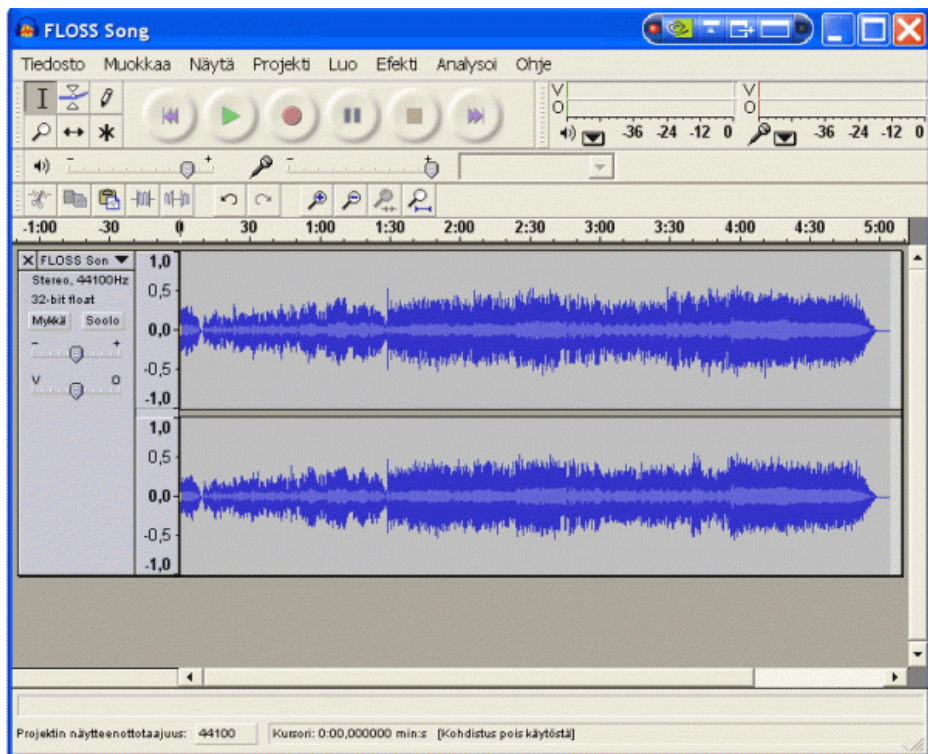 FLOSS Song
Tiedosto Muokkaa Näytä Projekti Luo Efekti Analysoi Ohje
V V
O O
-36 -24 -12 0 -36 -24 -12 0
- + - +
-1:00 -30 0 30 1:00 1:30 2:00 2:30 3:00 3:30 4:00 4:30 5:00
X FLOSS Son
Stereo, 44100Hz
32-bit float
Mykkä Soolo
- +
V O
1,0
0,5
0,0
-0,5
-1,0
1,0
0,5
0,0
-0,5
-1,0
Projektin näytteenottotaajuus: 44100 Kursori: 0:00,000000 min:s [Kohdistus pois käytöstä]